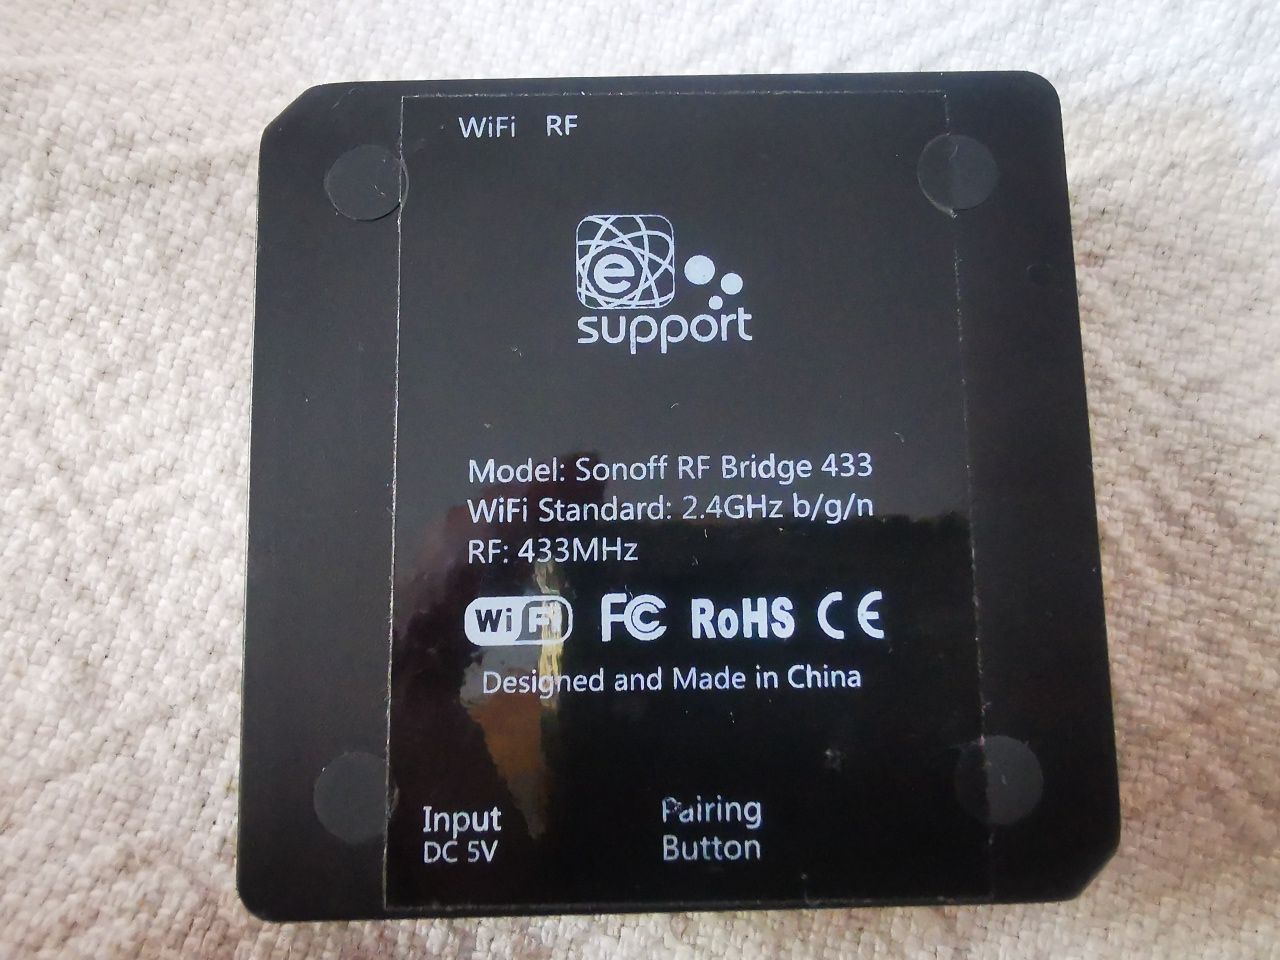 WiFi RF
e
support
Model: Sonoff RF Bridge 433
WiFi Standard: 2.4GHz b/g/n
RF: 433MHz
WiFi FC RoHS CE
Designed and Made in China
Input
DC 5V
Pairing
Button